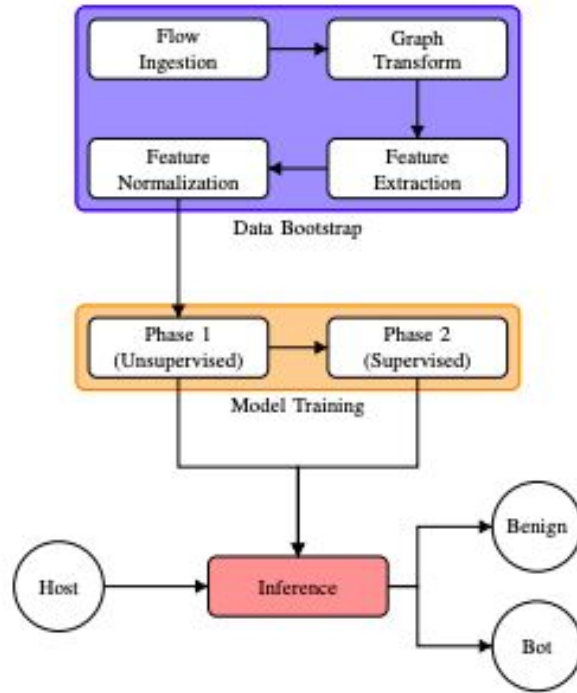 Flow
Ingestion
Graph
Transform
Feature
Normalization
Feature
Extraction
Data Bootstrap
Phase 1
(Unsupervised)
Phase 2
(Supervised)
Model Training
Host
Inference
Benign
Bot